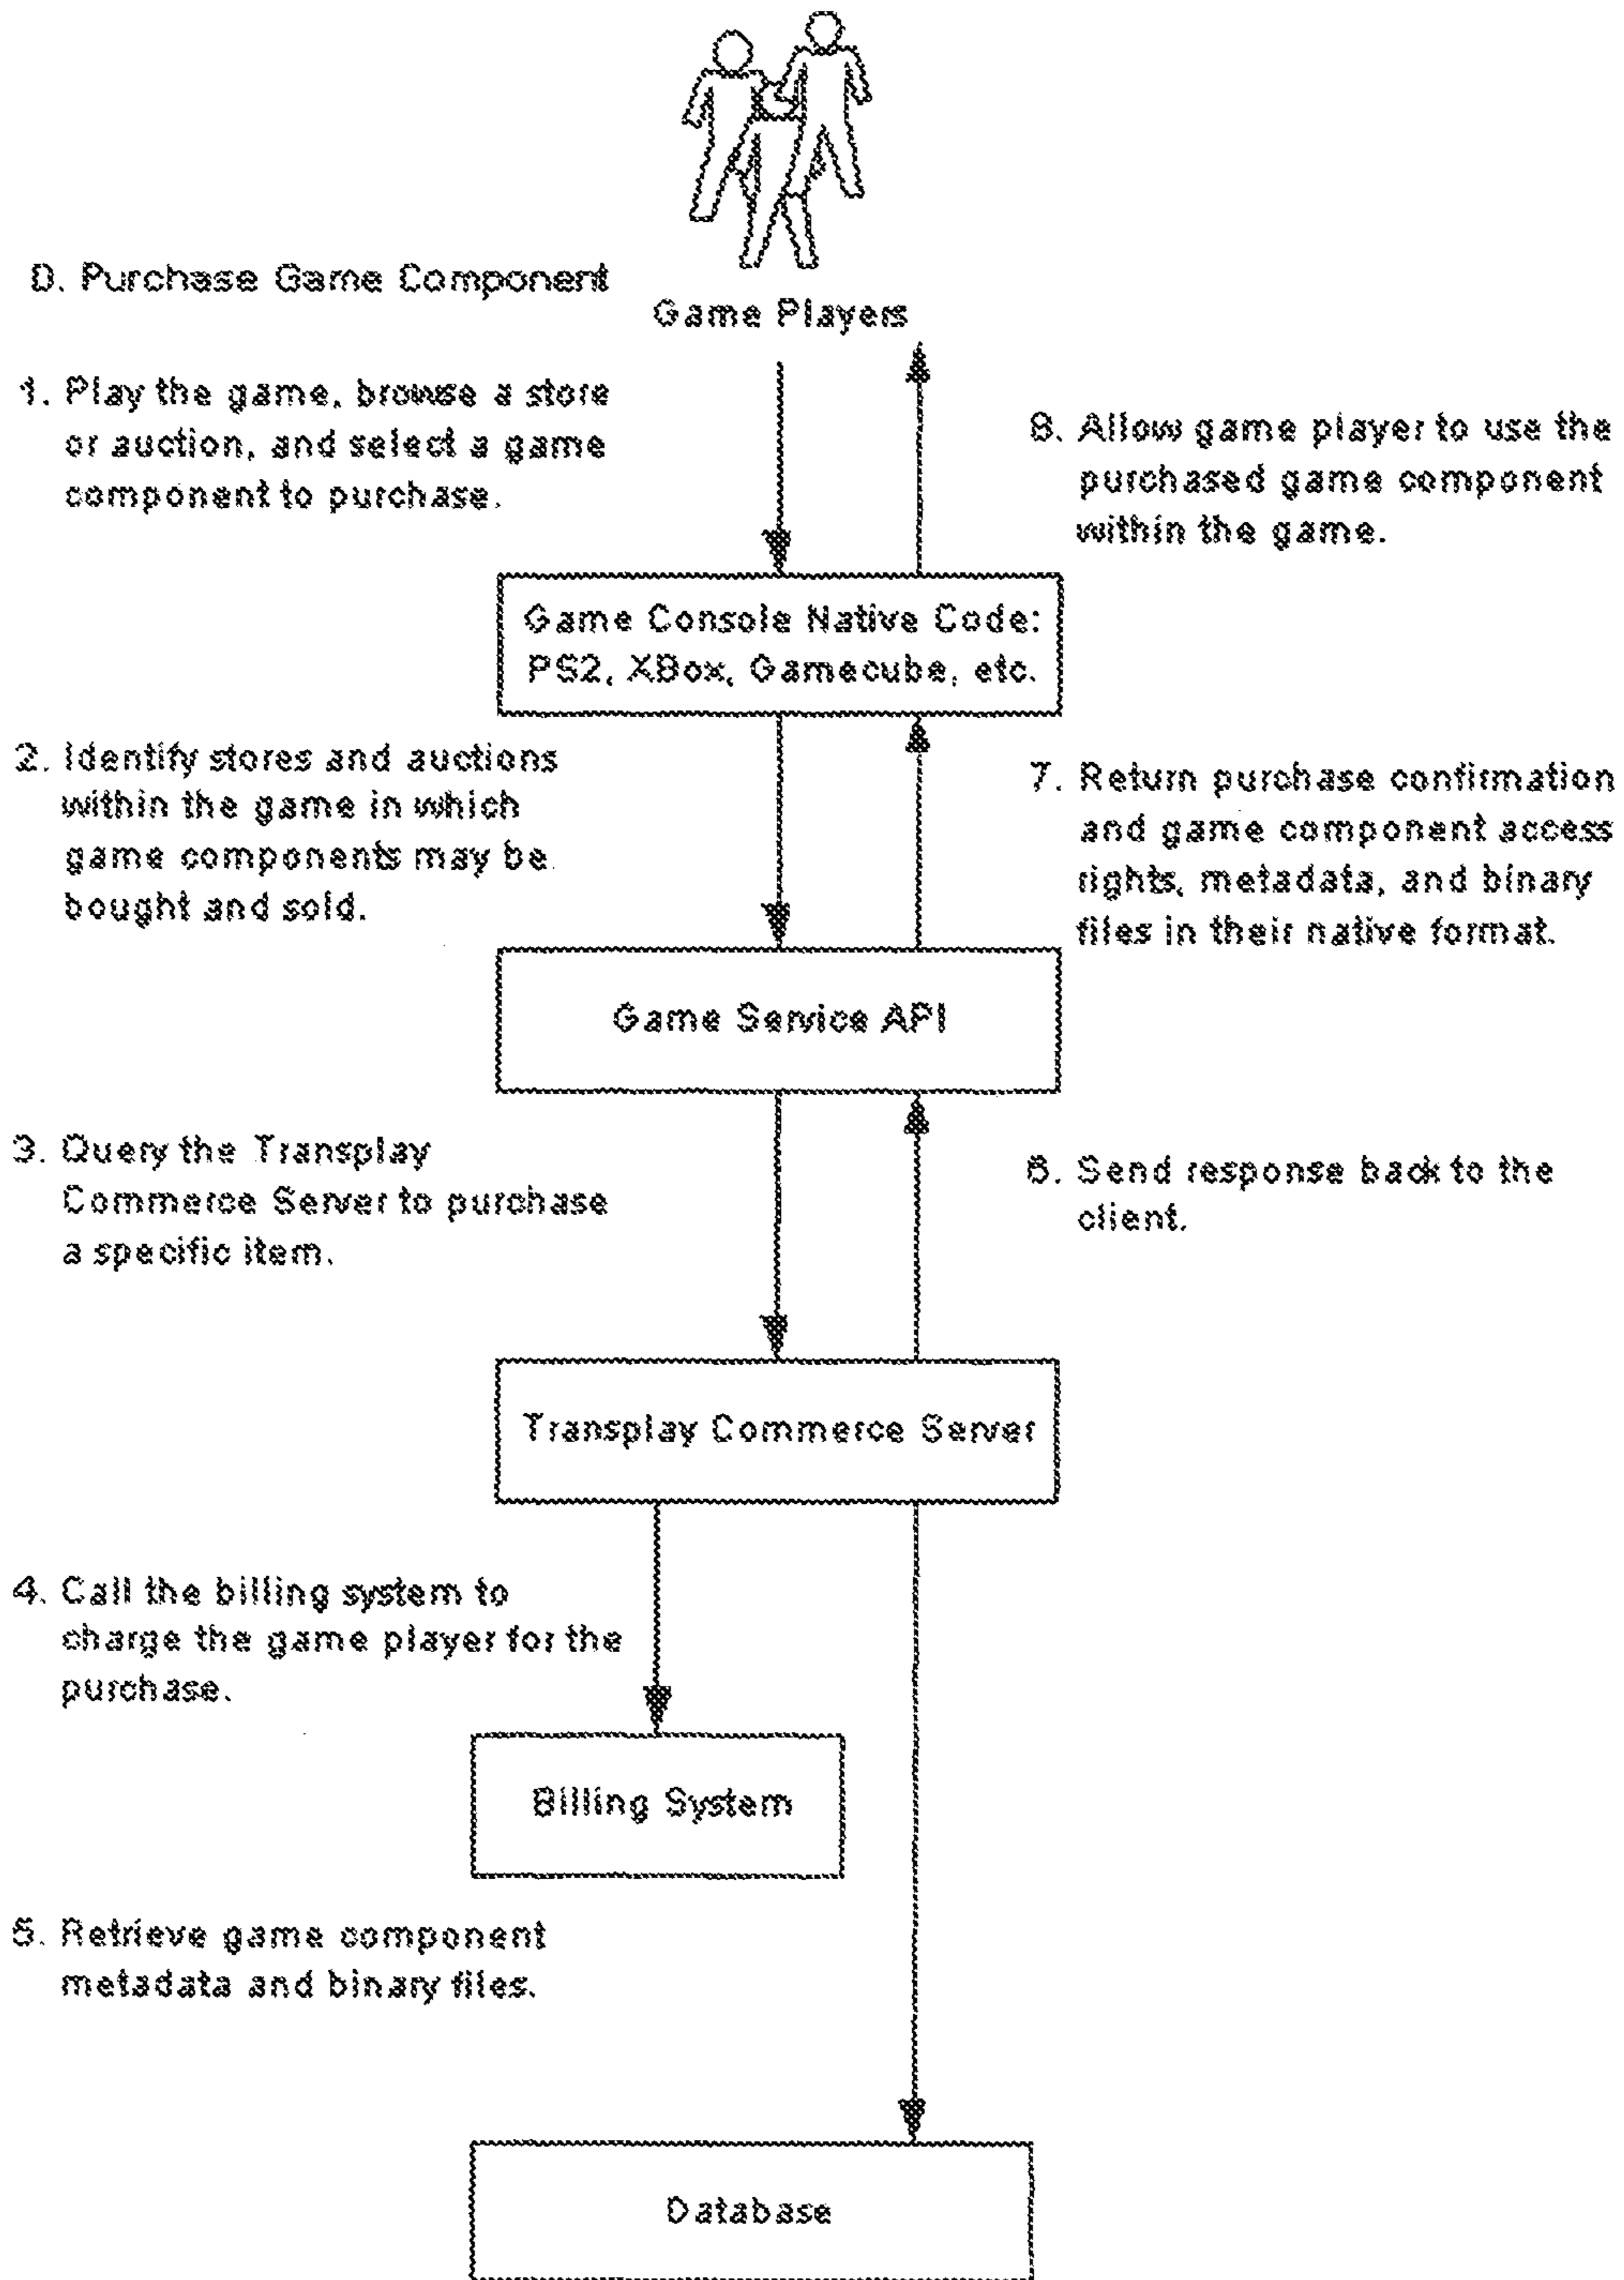 D. Purchase Game Component
Game Players
1. Play the game, browse a store
or auction, and select a game
component to purchase.
8. Allow game player to use the
purchased game component
within the game.
Game Console Native Code:
PS2, XBox, Gamecube, etc.
2. Identify stores and auctions
within the game in which
game components may be
bought and sold.
7. Return purchase confirmation
and game component access
rights, metadata, and binary
files in their native format.
Game Service API
3. Query the Transplay
Commerce Server to purchase
a specific item.
6. Send response back to the
client.
Transplay Commerce Server
4. Call the billing system to
charge the game player for the
purchase.
Billing System
5. Retrieve game component
metadata and binary files.
Database